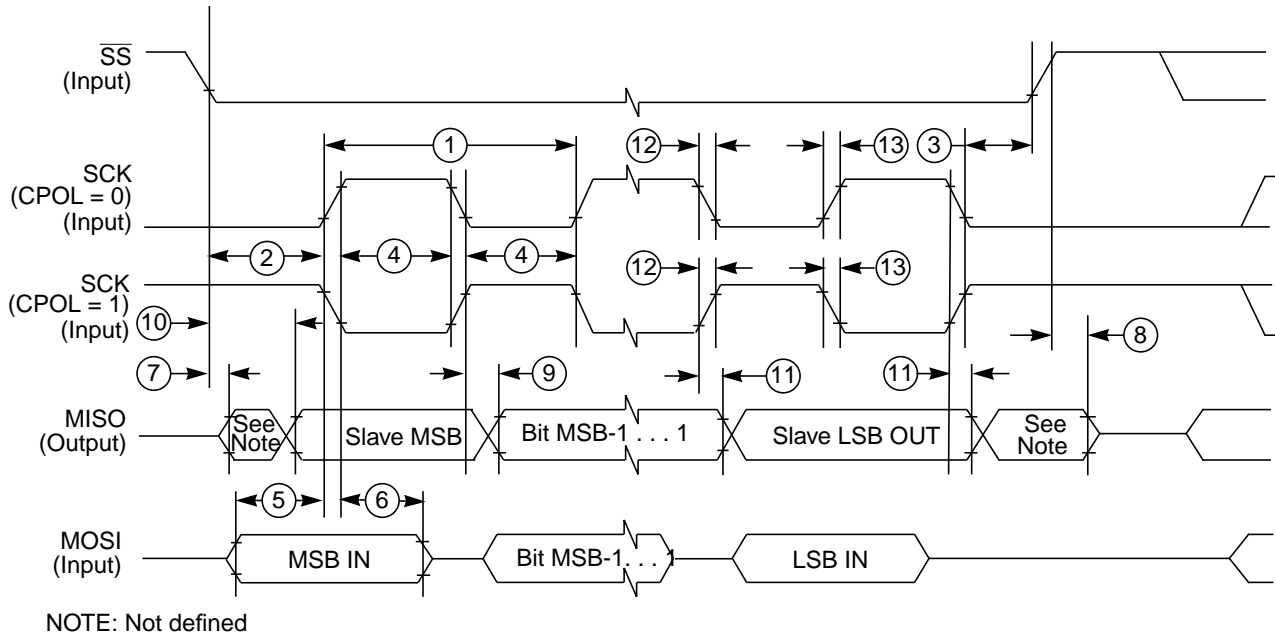 SS
(Input)
1
12
13
3
SCK
(CPOL = 0)
(Input)
2
4
4
12
13
SCK
(CPOL = 1)
(Input)
10
8
7
9
11
11
MISO
(Output)
See
Note
Slave MSB
Bit MSB-1 . . . 1
Slave LSB OUT
See
Note
5
6
MOSI
(Input)
MSB IN
Bit MSB-1. . . 1
LSB IN
NOTE: Not defined